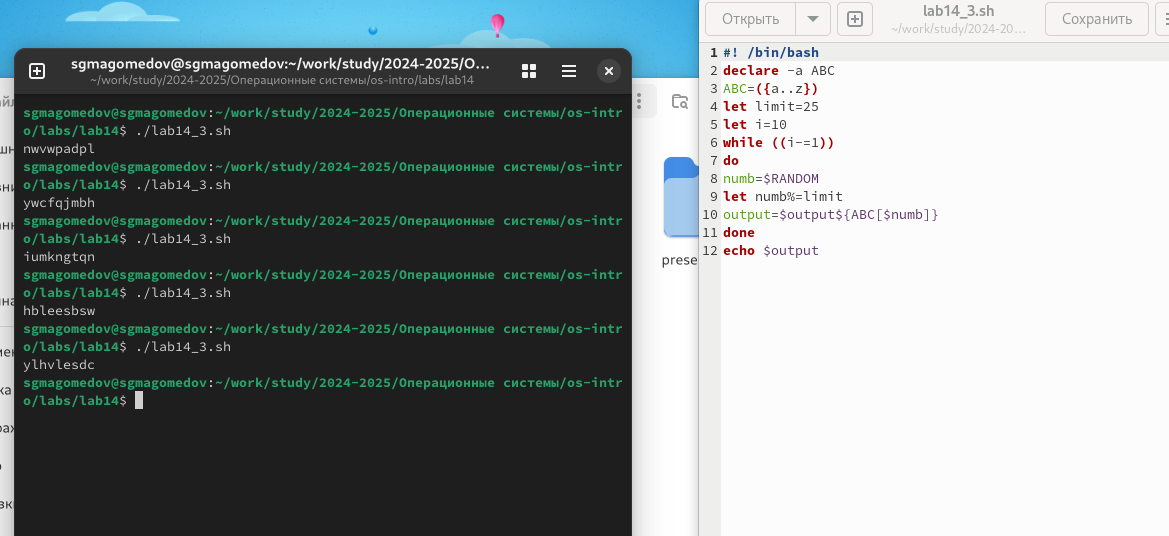 sgmagomedov@sgmagomedov:~/work/study/2024-2025/О...
~/work/study/2024-2025/Операционные системы/os-intro/labs/lab14
sgmagomedov@sgmagomedov:~/work/study/2024-2025/Операционные системы/os-intr
o/labs/lab14$ ./lab14_3.sh
nwvwpadpl
sgmagomedov@sgmagomedov:~/work/study/2024-2025/Операционные системы/os-intr
o/labs/lab14$ ./lab14_3.sh
ywcfqjmbh
sgmagomedov@sgmagomedov:~/work/study/2024-2025/Операционные системы/os-intr
o/labs/lab14$ ./lab14_3.sh
iumkngtqn
sgmagomedov@sgmagomedov:~/work/study/2024-2025/Операционные системы/os-intr
o/labs/lab14$ ./lab14_3.sh
hbleesbsw
sgmagomedov@sgmagomedov:~/work/study/2024-2025/Операционные системы/os-intr
o/labs/lab14$ ./lab14_3.sh
ylhvlesdc
sgmagomedov@sgmagomedov:~/work/study/2024-2025/Операционные системы/os-intr
o/labs/lab14$
prese
Открыть
lab14_3.sh
~/work/study/2024-20...
Сохранить
1 #! /bin/bash
2 declare -a ABC
3 ABC=({a..z})
4 let limit=25
5 let i=10
6 while ((i-=1))
7 do
8 numb=$RANDOM
9 let numb%=limit
10 output=$output${ABC[$numb]}
11 done
12 echo $output